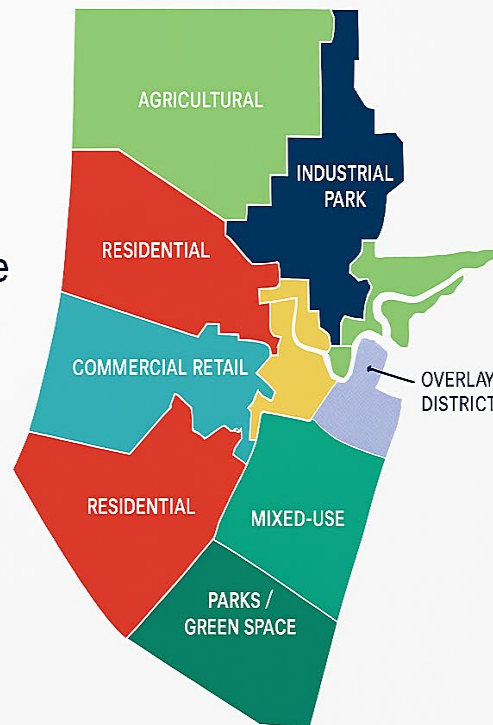 AGRICULTURAL
INDUSTRIAL
PARK
RESIDENTIAL
e
COMMERCIAL RETAIL
OVERLAY
DISTRICT
RESIDENTIAL
MIXED-USE
PARKS /
GREEN SPACE